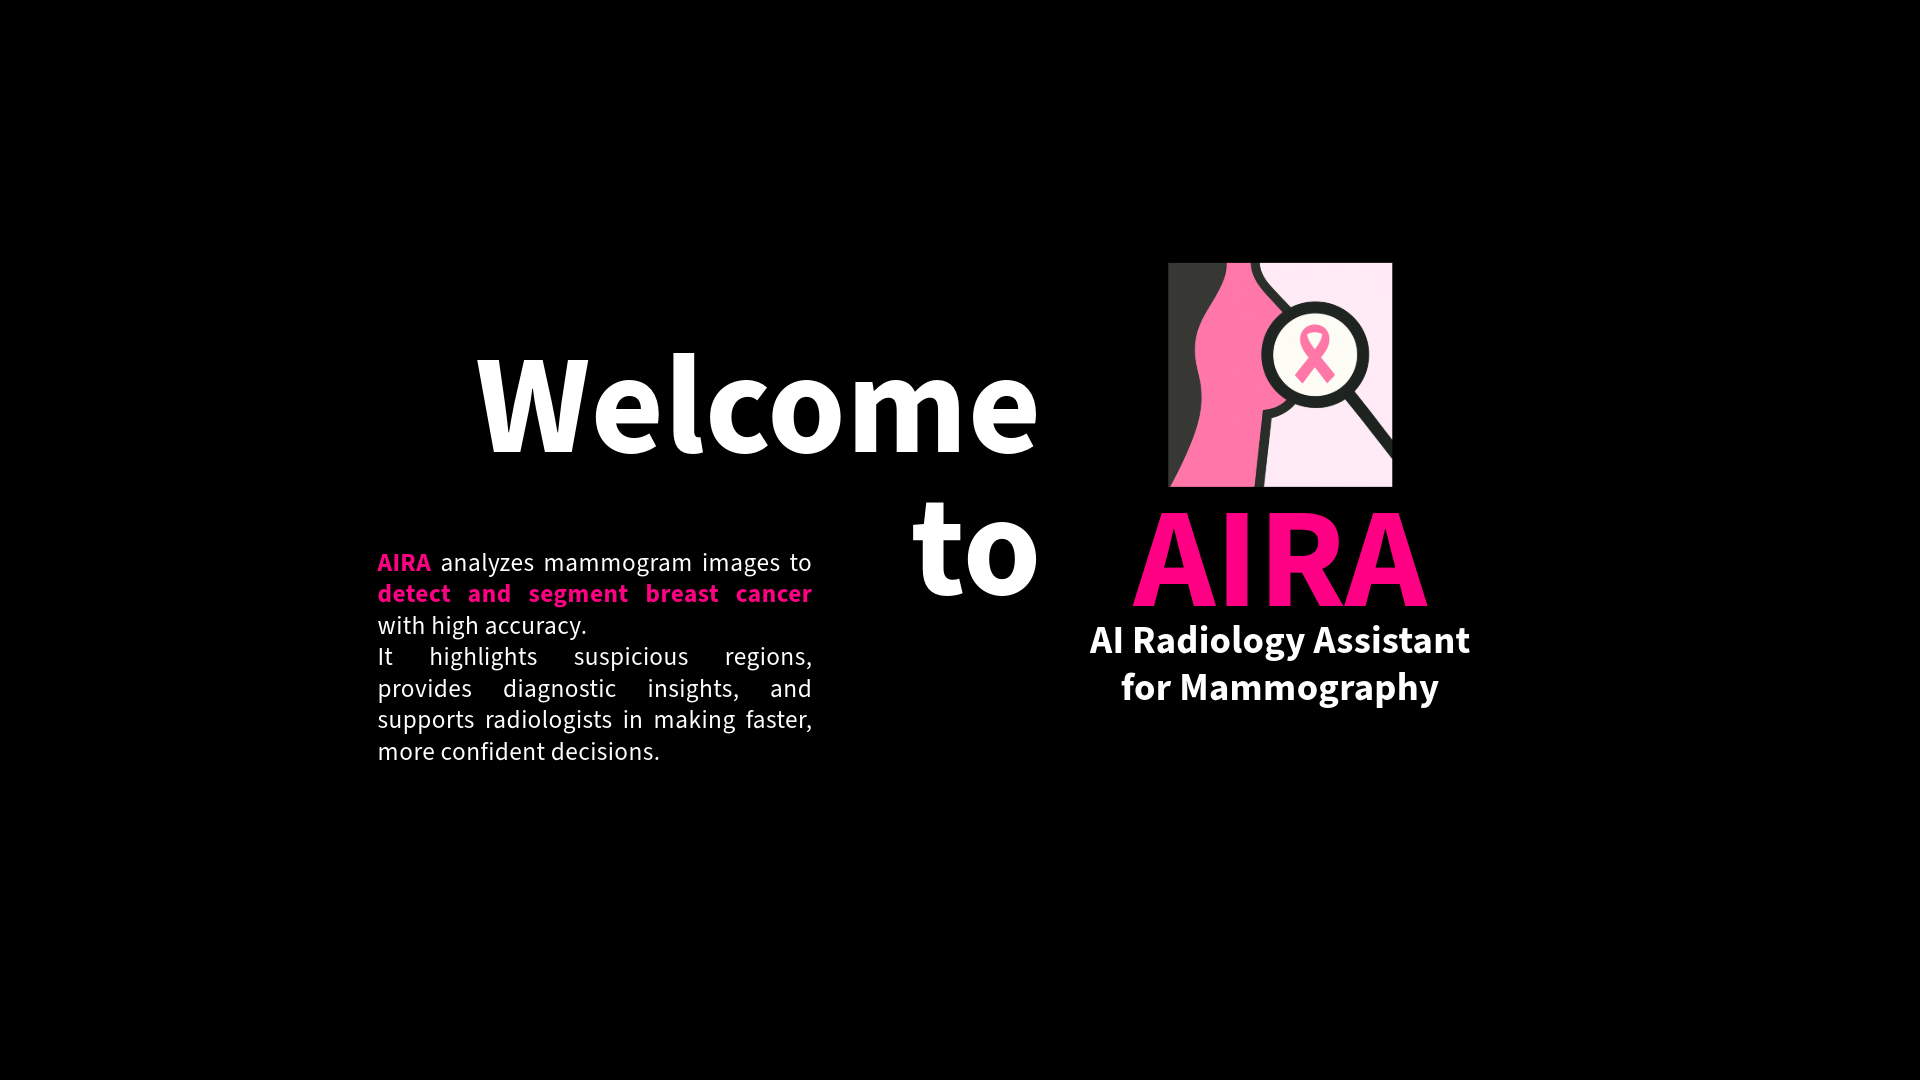 Welcome
to
AIRA
AI Radiology Assistant
for Mammography
AIRA analyzes mammogram images to
detect and segment breast cancer
with high accuracy.
It highlights suspicious regions,
provides diagnostic insights, and
supports radiologists in making faster,
more confident decisions.